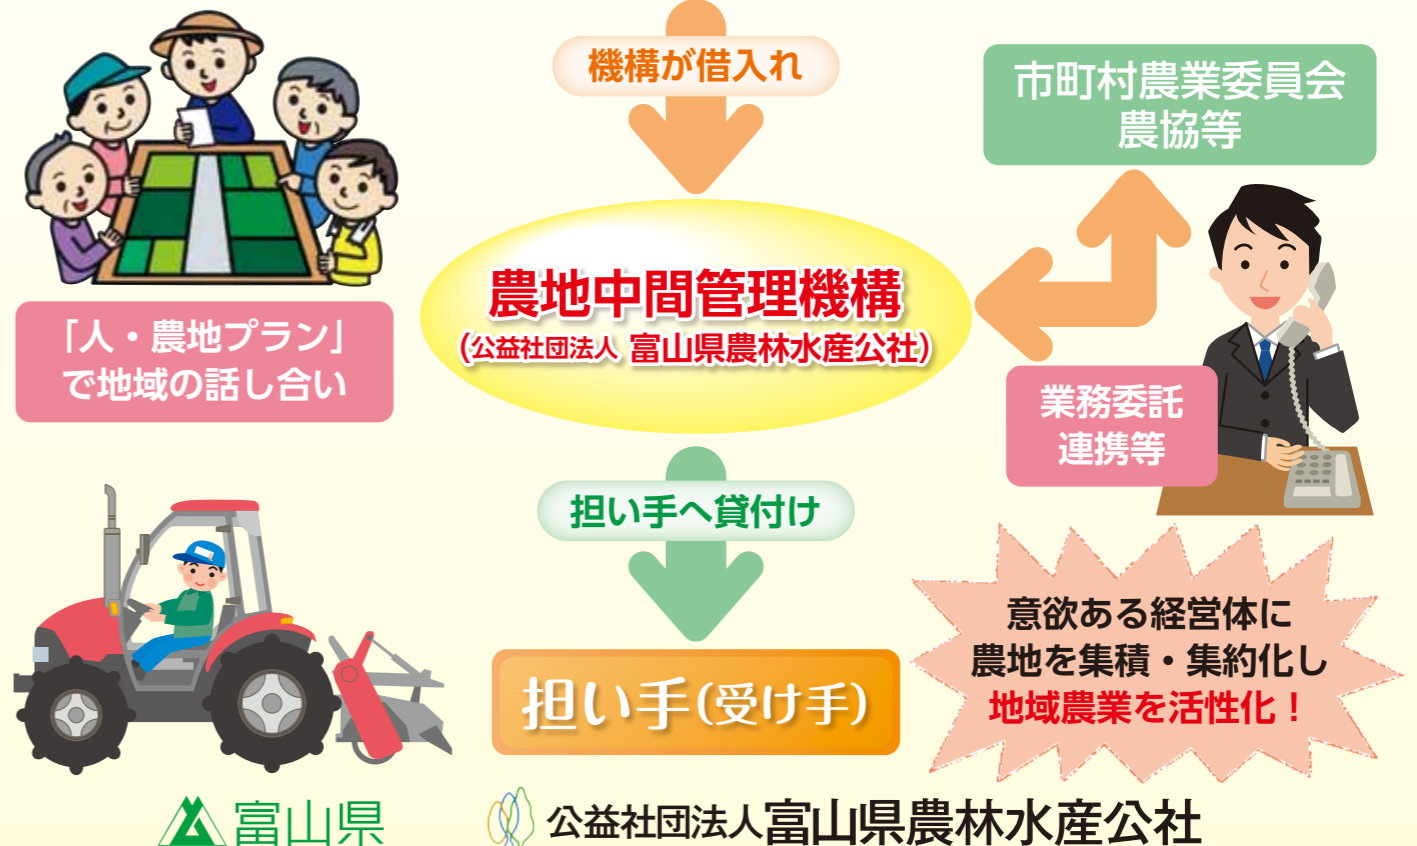 機構が借入れ
市町村農業委員会
農協等
農地中間管理機構
(公益社団法人 富山県農林水産公社)
「人・農地プラン」
で地域の話し合い
業務委託
連携等
担い手へ貸付け
意欲ある経営体に
農地を集積・集約化し
地域農業を活性化！
担い手(受け手)
富山県
公益社団法人富山県農林水産公社